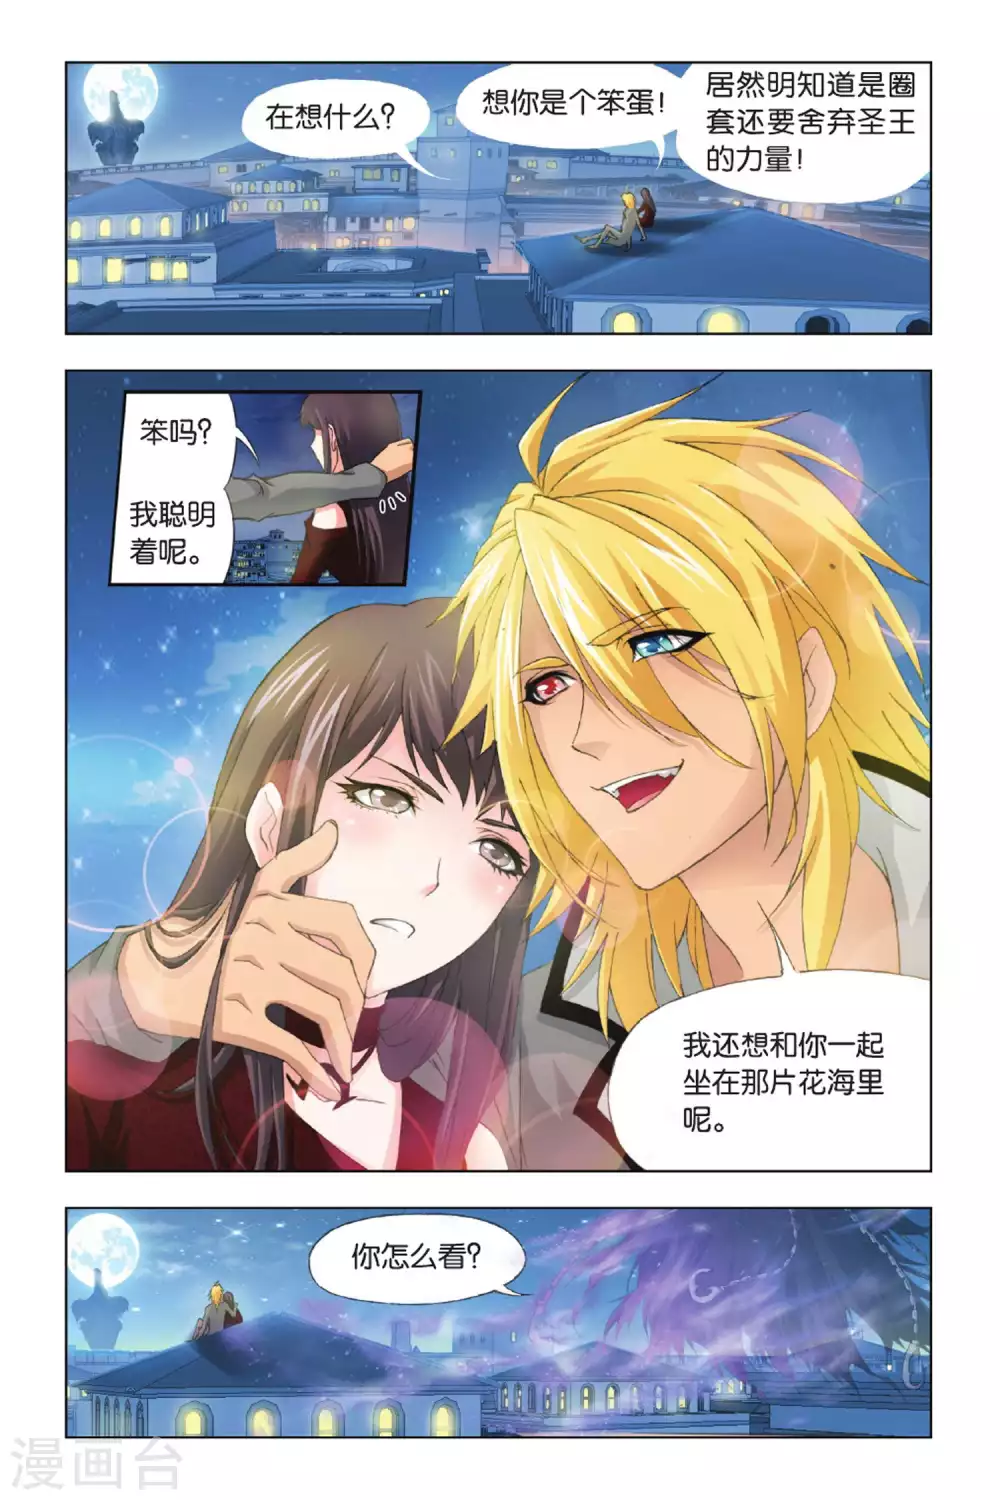 在想什么？
想你是个笨蛋！
居然明知道是圈
套还要舍弃圣王
的力量！
笨吗？
我聪明
着呢。
我还想和你一起
坐在那片花海里
呢。
你怎么看？
漫画台